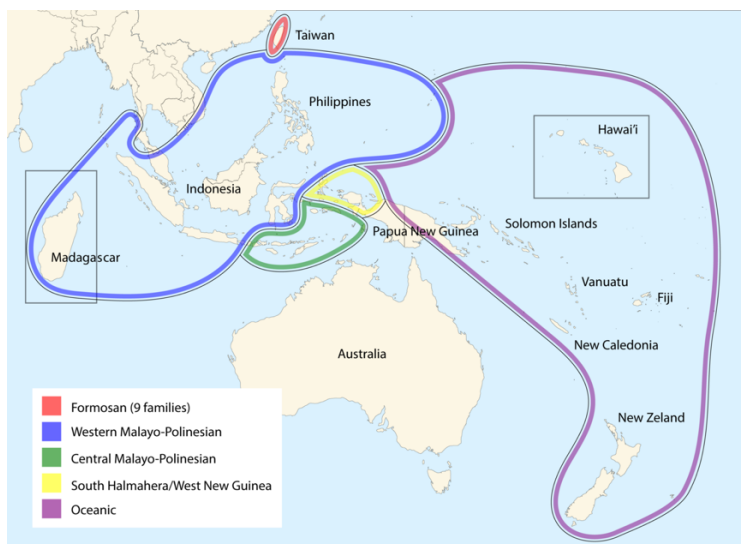 Taiwan
Philippines
Hawai'i
Indonesia
Solomon Islands
Papua New Guinea
Madagascar
Vanuatu
Fiji
New Caledonia
Australia
New Zeland
Formosan (9 families)
Western Malayo-Polinesian
Central Malayo-Polinesian
South Halmahera/West New Guinea
Oceanic